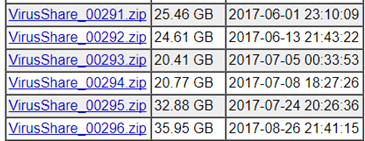 VirusShare_00291.zip 25.46 GB 2017-06-01 23:10:09
VirusShare_00292.zip 24.61 GB 2017-06-13 21:43:22
VirusShare_00293.zip 20.41 GB 2017-07-05 00:33:53
VirusShare_00294.zip 20.77 GB 2017-07-08 18:27:26
VirusShare_00295.zip 32.88 GB 2017-07-24 20:26:36
VirusShare_00296.zip 35.95 GB 2017-08-26 21:41:15